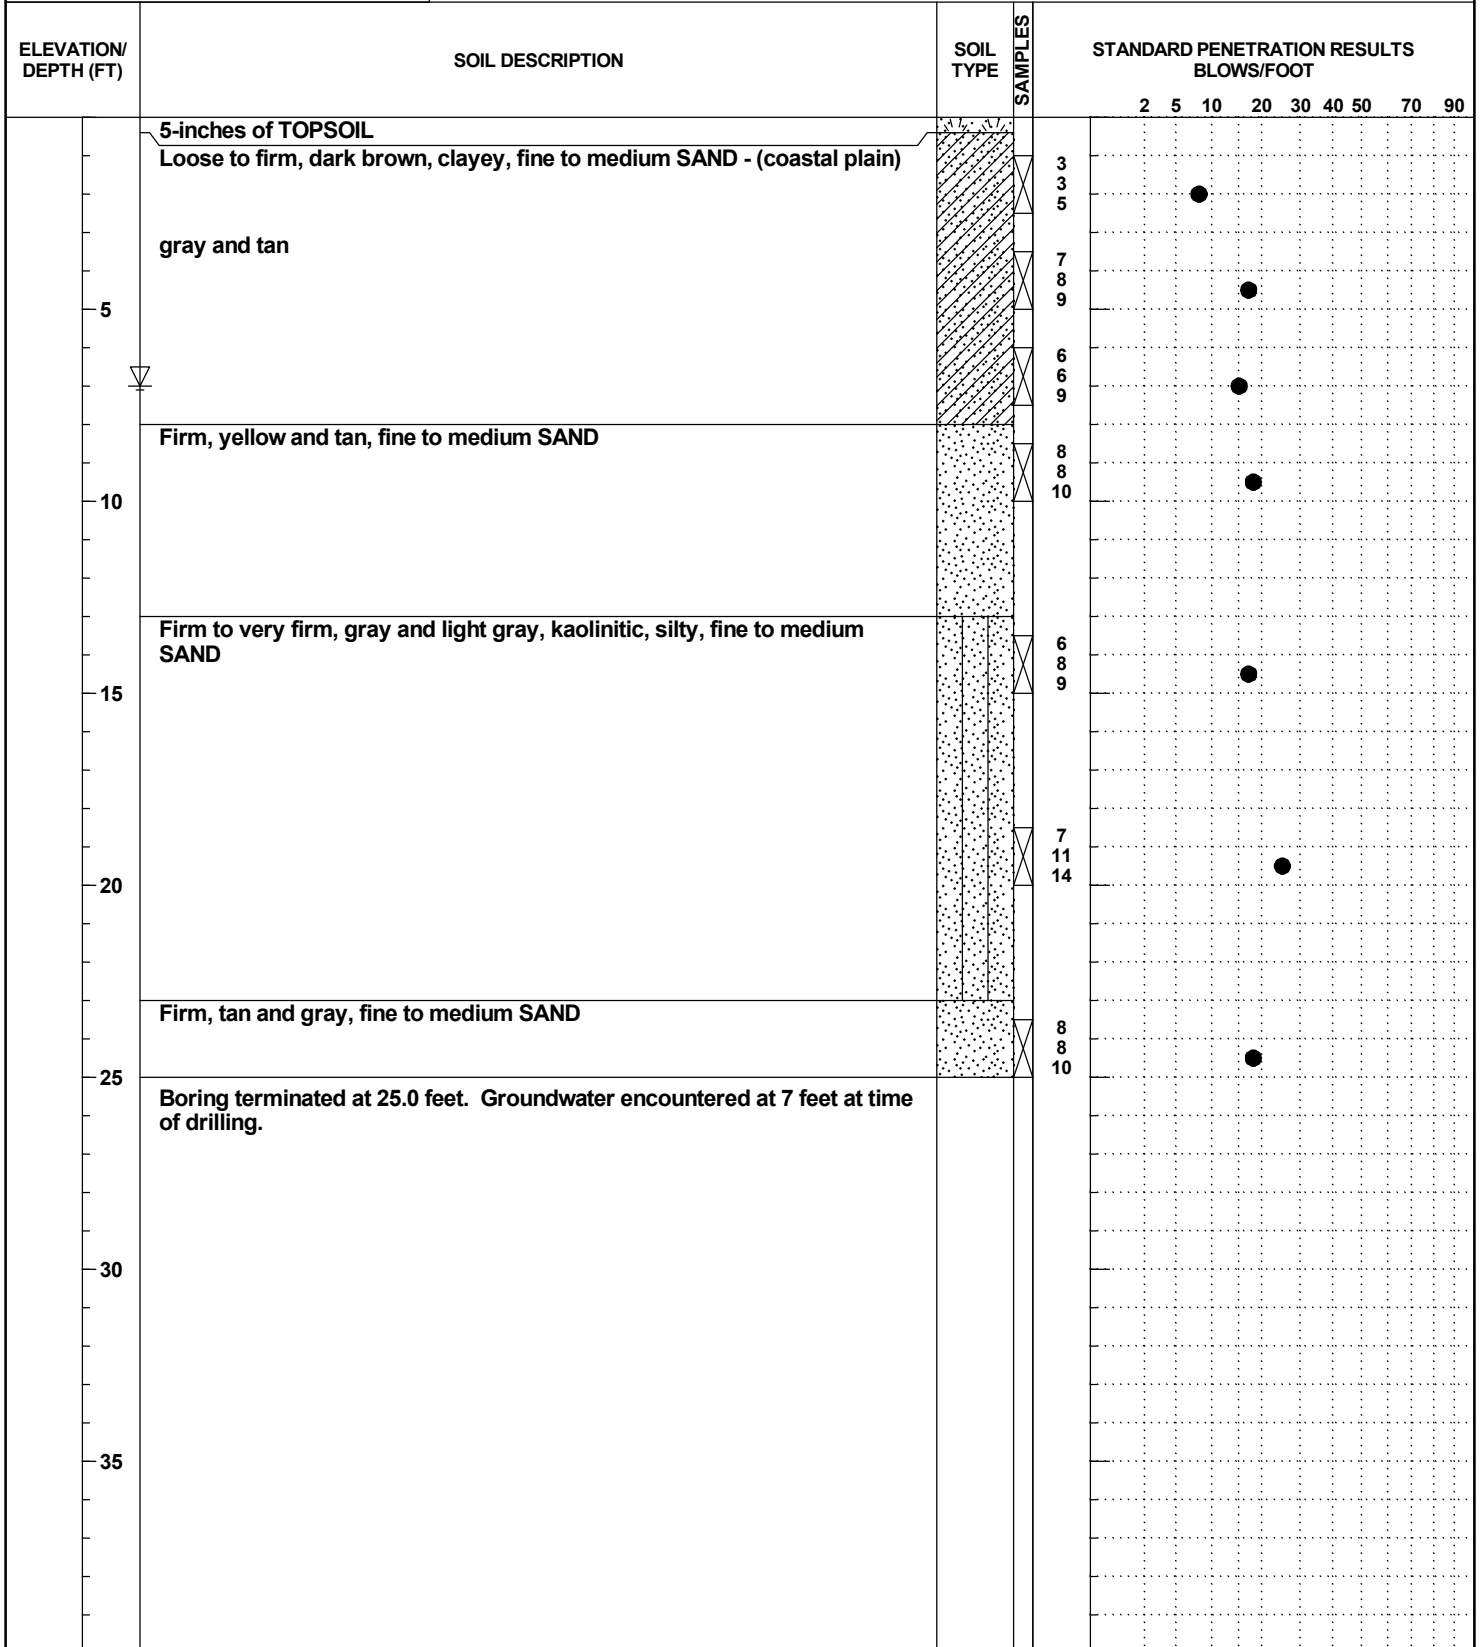 ELEVATION/
DEPTH (FT)
SOIL DESCRIPTION
SOIL
TYPE
SAMPLES
STANDARD PENETRATION RESULTS
BLOWS/FOOT
2 5 10 20 30 40 50 70 90
5-inches of TOPSOIL
Loose to firm, dark brown, clayey, fine to medium SAND - (coastal plain)
3
3
5
gray and tan
7
8
9
5
6
6
9
Firm, yellow and tan, fine to medium SAND
8
8
10
10
Firm to very firm, gray and light gray, kaolinitic, silty, fine to medium
SAND
6
8
9
15
7
11
14
20
Firm, tan and gray, fine to medium SAND
8
8
10
25
Boring terminated at 25.0 feet. Groundwater encountered at 7 feet at time
of drilling.
30
35